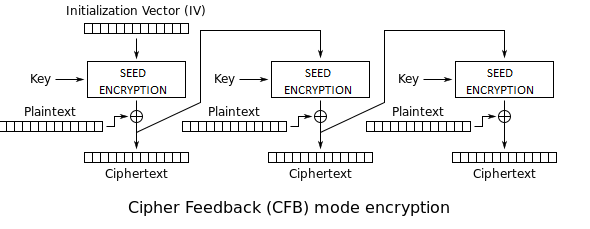 Initialization Vector (IV)
Key
SEED
ENCRYPTION
Key
SEED
ENCRYPTION
Key
SEED
ENCRYPTION
Plaintext
Plaintext
Plaintext
Ciphertext
Ciphertext
Ciphertext
Cipher Feedback (CFB) mode encryption